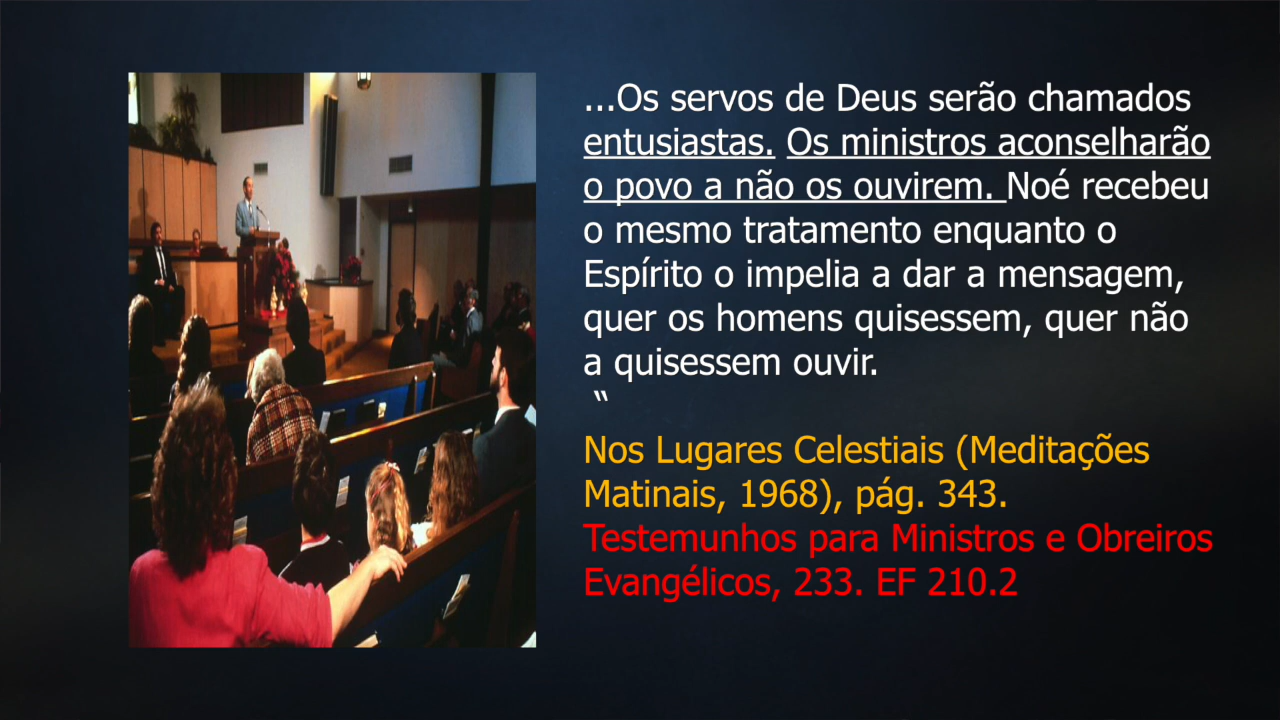 ...Os servos de Deus serão chamados
entusiastas. Os ministros aconselharão
o povo a não os ouvirem. Noé recebeu
o mesmo tratamento enquanto o
Espírito o impelia a dar a mensagem,
quer os homens quisessem, quer não
a quisessem ouvir.
“
Nos Lugares Celestiais (Meditações
Matinais, 1968), pág. 343.
Testemunhos para Ministros e Obreiros
Evangélicos, 233. EF 210.2